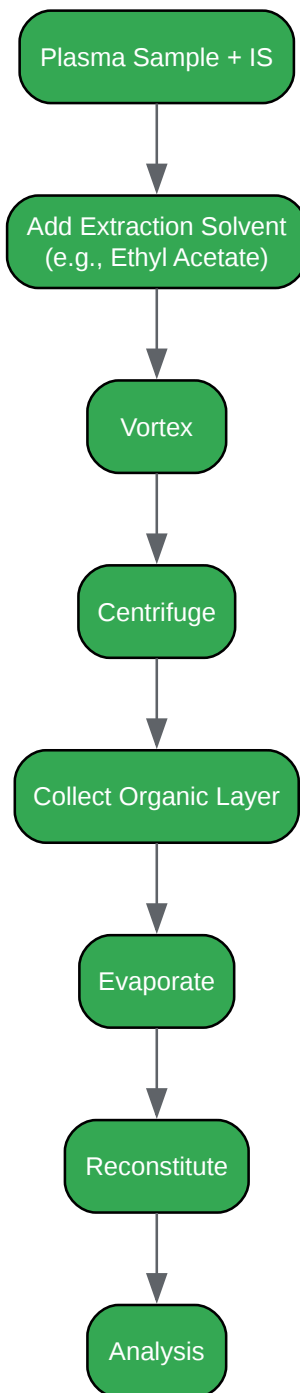 Plasma Sample + IS
Add Extraction Solvent
(e.g., Ethyl Acetate)
Vortex
Centrifuge
Collect Organic Layer
Evaporate
Reconstitute
Analysis